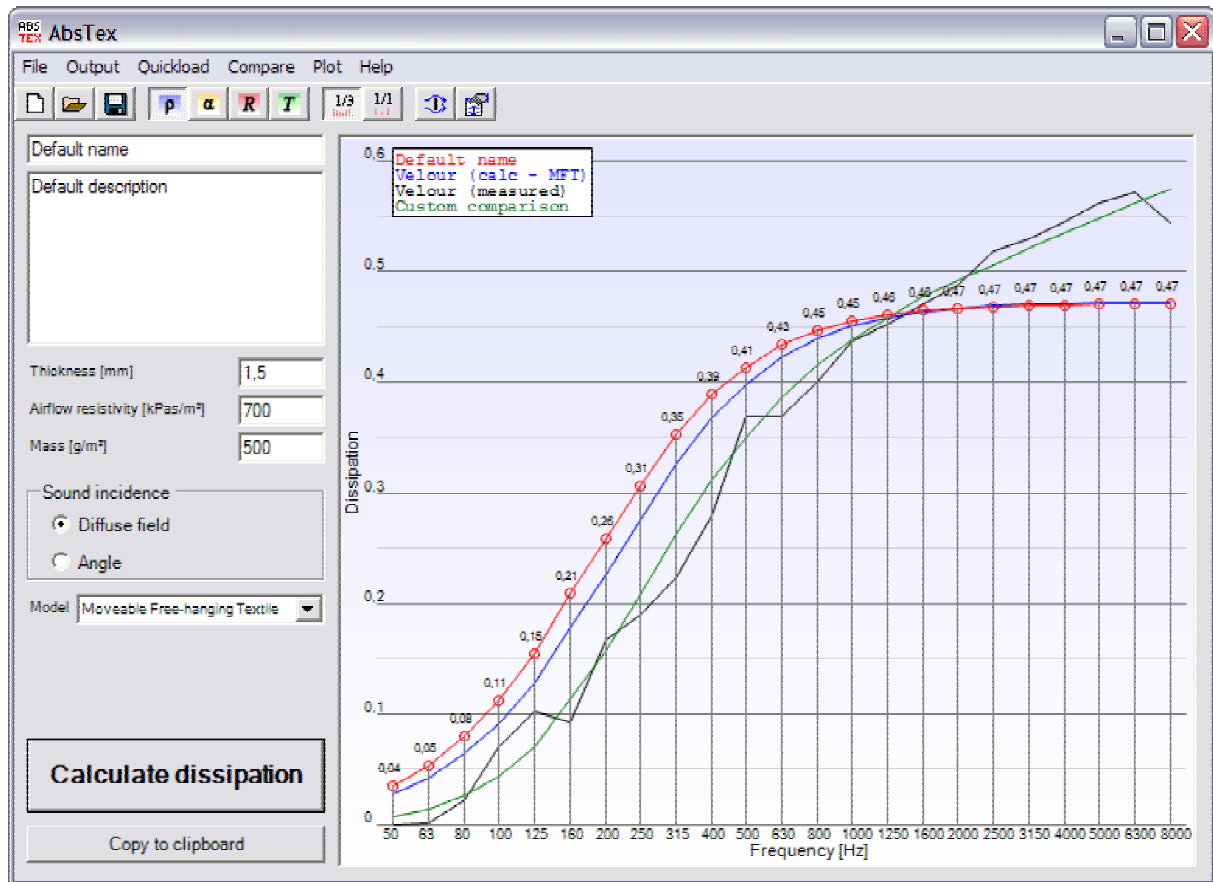 ABS TEX AbsTex
File Output Quickload Compare Plot Help
ρ α R T 1/3 1/1
Default name
Default description
Thickness [mm] 1,5
Airflow resistivity [kPas/m²] 700
Mass [g/m²] 500
Sound incidence
Diffuse field
Angle
Model Moveable Free-hanging Textile
Calculate dissipation
Copy to clipboard
Default name
Velour (calc - MFT)
Velour (measured)
Custom comparison
0,6
0,5
0,4
0,3
0,2
0,1
0
Dissipation
0,04 0,05 0,08 0,11 0,15 0,21 0,26 0,31 0,35 0,39 0,41 0,43 0,45 0,45 0,46 0,46 0,47 0,47 0,47 0,47 0,47 0,47 0,47
50 63 80 100 125 160 200 250 315 400 500 630 800 1000 1250 1600 2000 2500 3150 4000 5000 6300 8000
Frequency [Hz]